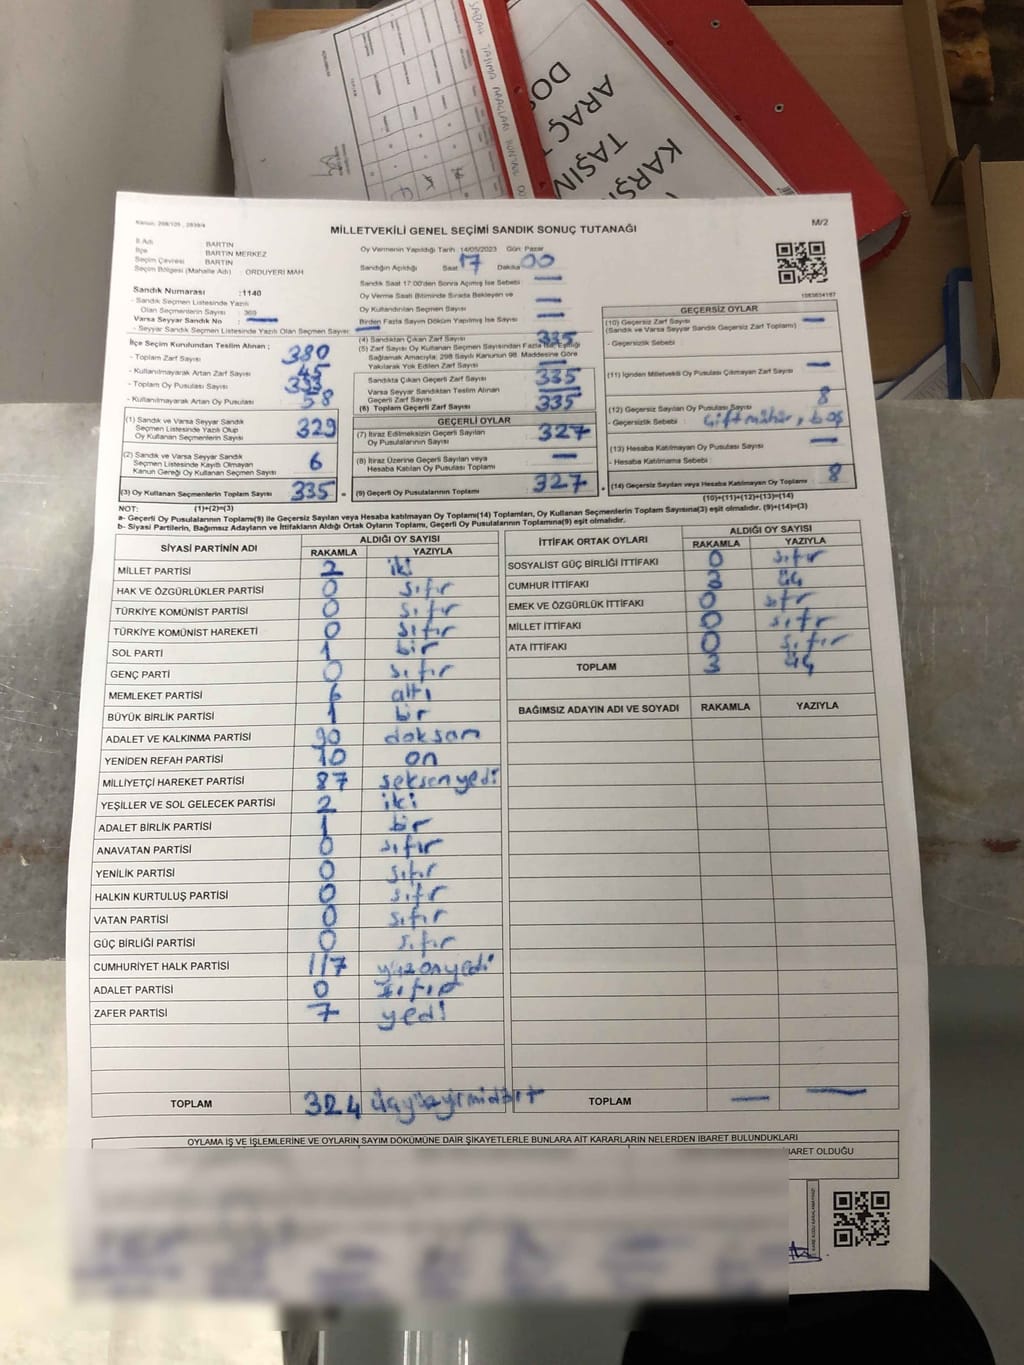 SABAH TAŞIMA ARAÇLARI
KARŞI
TAŞIN
ARAÇ T
DOS
M/2
MİLLETVEKİLİ GENEL SEÇİMİ SANDIK SONUÇ TUTANAĞI
İl Adı BARTIN
İlçe BARTIN MERKEZ
Seçim Çevresi BARTIN
Seçim Bölgesi (Mahalle Adı) : ORDUYERİ MAH
Oy Vermenin Yapıldığı Tarih :14/05/2023 Gün: Pazar
Sandığın Açıldığı Saat 17 Dakika 00
Sandık Saat 17:00'den Sonra Açılmış İse Sebebi —
Oy Verme Saati Bitiminde Sırada Bekleyen ve
Oy Kullandırılan Seçmen Sayısı —
Birden Fazla Sayım Döküm Yapılmış İse Sayısı —
Sandık Numarası :1140
- Sandık Seçmen Listesinde Yazılı
Olan Seçmenlerin Sayısı : 369
Varsa Seyyar Sandık No —
- Seyyar Sandık Seçmen Listesinde Yazılı Olan Seçmen Sayısı: —
İlçe Seçim Kurulundan Teslim Alınan ;
- Toplam Zarf Sayısı 380
- Kullanılmayarak Artan Zarf Sayısı 45
- Toplam Oy Pusulası Sayısı
- Kullanılmayarak Artan Oy Pusulası 58
(1) Sandık ve Varsa Seyyar Sandık
Seçmen Listesinde Yazılı Olup
Oy Kullanan Seçmenlerin Sayısı 329
(2) Sandık ve Varsa Seyyar Sandık
Seçmen Listesinde Kayıtlı Olmayan
Kanun Gereği Oy Kullanan Seçmen Sayısı 6
(3) Oy Kullanan Seçmenlerin Toplam Sayısı 335
(4) Sandıktan Çıkan Zarf Sayısı 335
(5) Zarf Sayısı Oy Kullanan Seçmen Sayısından Fazla ise, Eşitliği
Sağlamak Amacıyla; 298 Sayılı Kanunun 98. Maddesine Göre
Yakılarak Yok Edilen Zarf Sayısı —
Sandıkta Çıkan Geçerli Zarf Sayısı 335
Varsa Seyyar Sandıktan Teslim Alınan
Geçerli Zarf Sayısı —
(6) Toplam Geçerli Zarf Sayısı 335
GEÇERLİ OYLAR
(7) İtiraz Edilmeksizin Geçerli Sayılan
Oy Pusulalarının Sayısı 327
(8) İtiraz Üzerine Geçerli Sayılan veya
Hesaba Katılan Oy Pusulası Toplamı —
(9) Geçerli Oy Pusulalarının Toplamı 327
GEÇERSİZ OYLAR
(10) Geçersiz Zarf Sayısı —
(Sandık ve Varsa Seyyar Sandık Geçersiz Zarf Toplamı)
- Geçersizlik Sebebi :
(11) İçinden Milletvekili Oy Pusulası Çıkmayan Zarf Sayısı —
(12) Geçersiz Sayılan Oy Pusulası Sayısı 8
- Geçersizlik Sebebi : Çift mühür, boş
(13) Hesaba Katılmayan Oy Pusulası Sayısı —
- Hesaba Katılmama Sebebi :
(14) Geçersiz Sayılan veya Hesaba Katılmayan Oy Toplamı 8
NOT: (1)+(2)=(3) (10)+(11)+(12)+(13)=(14)
a- Geçerli Oy Pusulalarının Toplamı(9) ile Geçersiz Sayılan veya Hesaba katılmayan Oy Toplamı(14) Toplamları, Oy Kullanan Seçmenlerin Toplam Sayısına(3) eşit olmalıdır. (9)+(14)=(3)
b- Siyasi Partilerin, Bağımsız Adayların ve İttifakların Aldığı Ortak Oyların Toplamı, Geçerli Oy Pusulalarının Toplamına(9) eşit olmalıdır.
SİYASİ PARTİNİN ADI ALDIĞI OY SAYISI
RAKAMLA YAZIYLA
MİLLET PARTİSİ 2 iki
HAK VE ÖZGÜRLÜKLER PARTİSİ 0 sıfır
TÜRKİYE KOMÜNİST PARTİSİ 0 sıfır
TÜRKİYE KOMÜNİST HAREKETİ 0 sıfır
SOL PARTİ 1 bir
GENÇ PARTİ 0 sıfır
MEMLEKET PARTİSİ 6 altı
BÜYÜK BİRLİK PARTİSİ 1 bir
ADALET VE KALKINMA PARTİSİ 90 doksan
YENİDEN REFAH PARTİSİ 10 on
MİLLİYETÇİ HAREKET PARTİSİ 87 seksenyedi
YEŞİLLER VE SOL GELECEK PARTİSİ 2 iki
ADALET BİRLİK PARTİSİ 1 bir
ANAVATAN PARTİSİ 0 sıfır
YENİLİK PARTİSİ 0 sıfır
HALKIN KURTULUŞ PARTİSİ 0 sıfır
VATAN PARTİSİ 0 sıfır
GÜÇ BİRLİĞİ PARTİSİ 0 sıfır
CUMHURİYET HALK PARTİSİ 117 yüzonyedi
ADALET PARTİSİ 0 sıfır
ZAFER PARTİSİ 7 yedi
TOPLAM 324 üçyüzyirmidört
İTTİFAK ORTAK OYLARI ALDIĞI OY SAYISI
RAKAMLA YAZIYLA
SOSYALİST GÜÇ BİRLİĞİ İTTİFAKI 0 sıfır
CUMHUR İTTİFAKI 3 üç
EMEK VE ÖZGÜRLÜK İTTİFAKI 0 sıfır
MİLLET İTTİFAKI 0 sıfır
ATA İTTİFAKI 0 sıfır
TOPLAM 3 üç
BAĞIMSIZ ADAYIN ADI VE SOYADI RAKAMLA YAZIYLA
TOPLAM — —
OYLAMA İŞ VE İŞLEMLERİNE VE OYLARIN SAYIM DÖKÜMÜNE DAİR ŞİKAYETLERLE BUNLARA AİT KARARLARIN NELERDEN İBARET BULUNDUKLARI
İBARET OLDUĞU